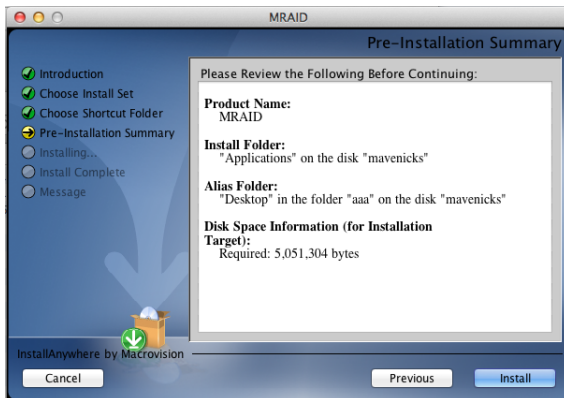 MRAID
Pre-Installation Summary
Introduction
Choose Install Set
Choose Shortcut Folder
Pre-Installation Summary
Installing...
Install Complete
Message
Please Review the Following Before Continuing:
Product Name:
MRAID
Install Folder:
"Applications" on the disk "mavenicks"
Alias Folder:
"Desktop" in the folder "aaa" on the disk "mavenicks"
Disk Space Information (for Installation
Target):
Required: 5,051,304 bytes
InstallAnywhere by Macrovision
Cancel
Previous
Install